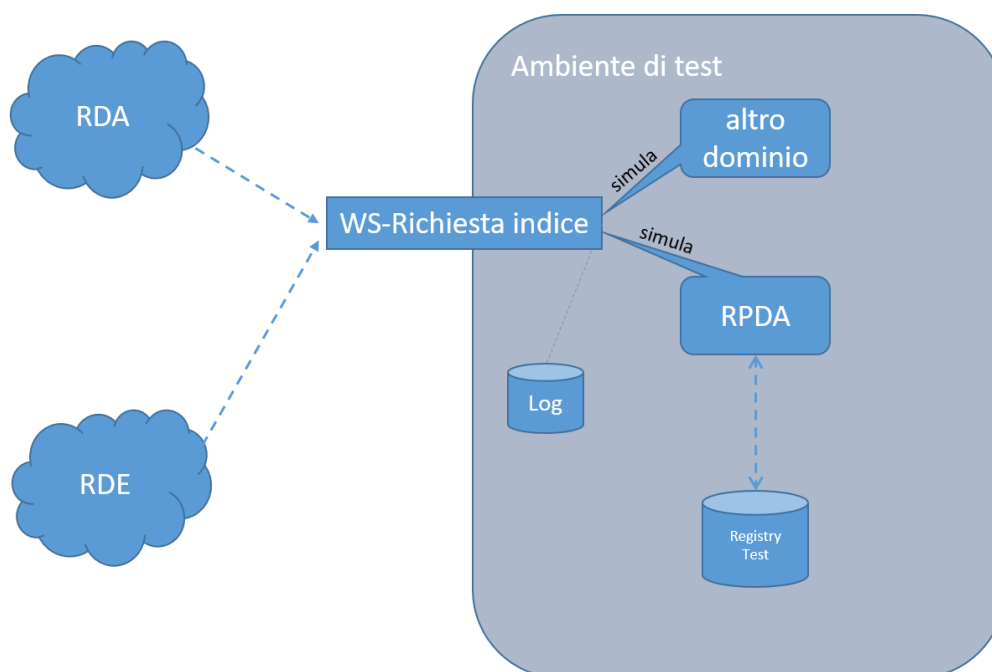 RDA
Ambiente di test
altro
dominio
simula
WS-Richiesta indice
simula
RPDA
Log
RDE
Registry
Test